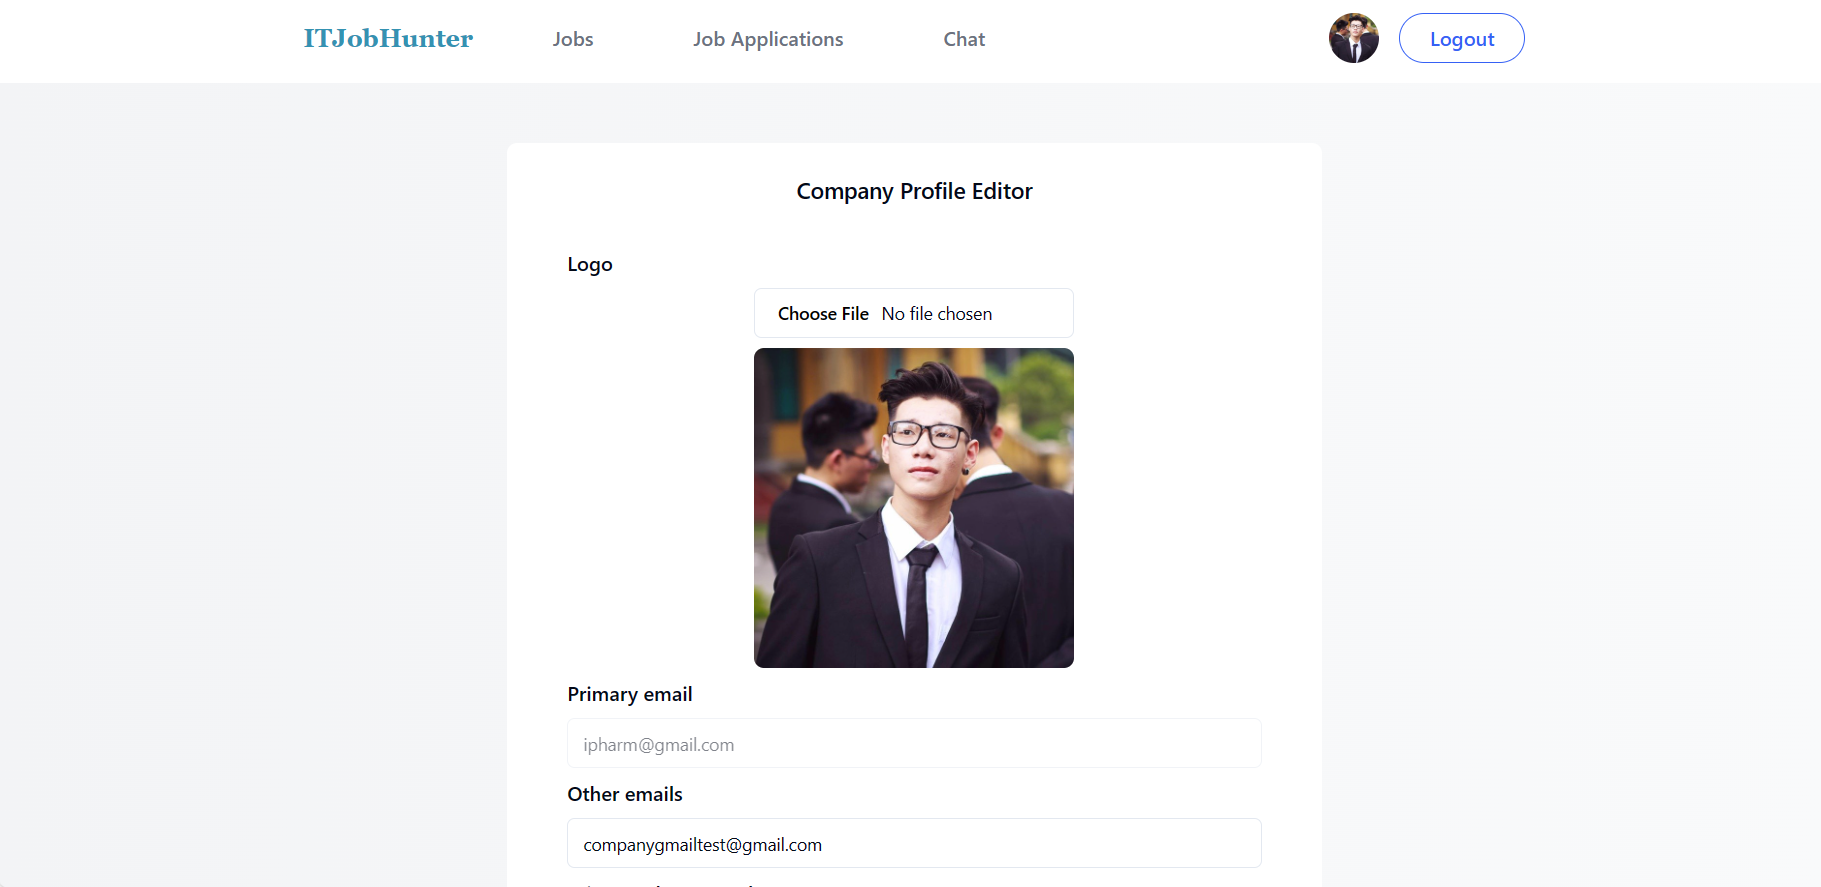 ITJobHunter Jobs Job Applications Chat Logout
Company Profile Editor
Logo
Choose File No file chosen
Primary email
ipharm@gmail.com
Other emails
companygmailtest@gmail.com